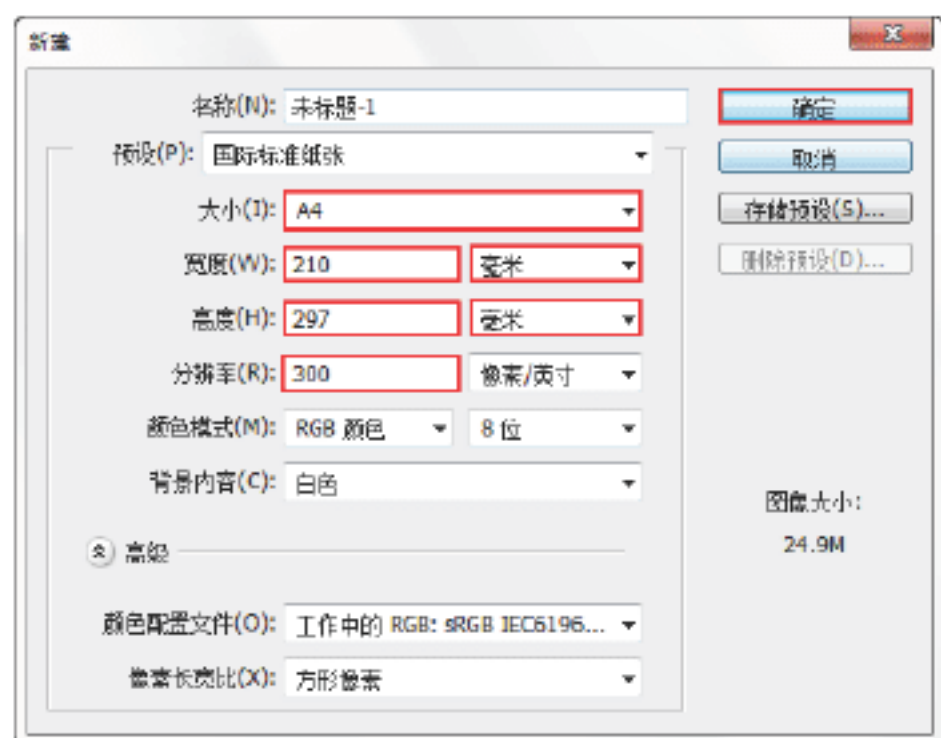 新建
名称(N): 未标题-1
确定
预设(P): 国际标准纸张
取消
大小(I): A4
存储预设(S)...
宽度(W): 210 毫米
删除预设(D)...
高度(H): 297 毫米
分辨率(R): 300 像素/英寸
颜色模式(M): RGB 颜色 8 位
背景内容(C): 白色
图像大小:
24.9M
高级
颜色配置文件(O): 工作中的 RGB: sRGB IEC6196...
像素长宽比(X): 方形像素